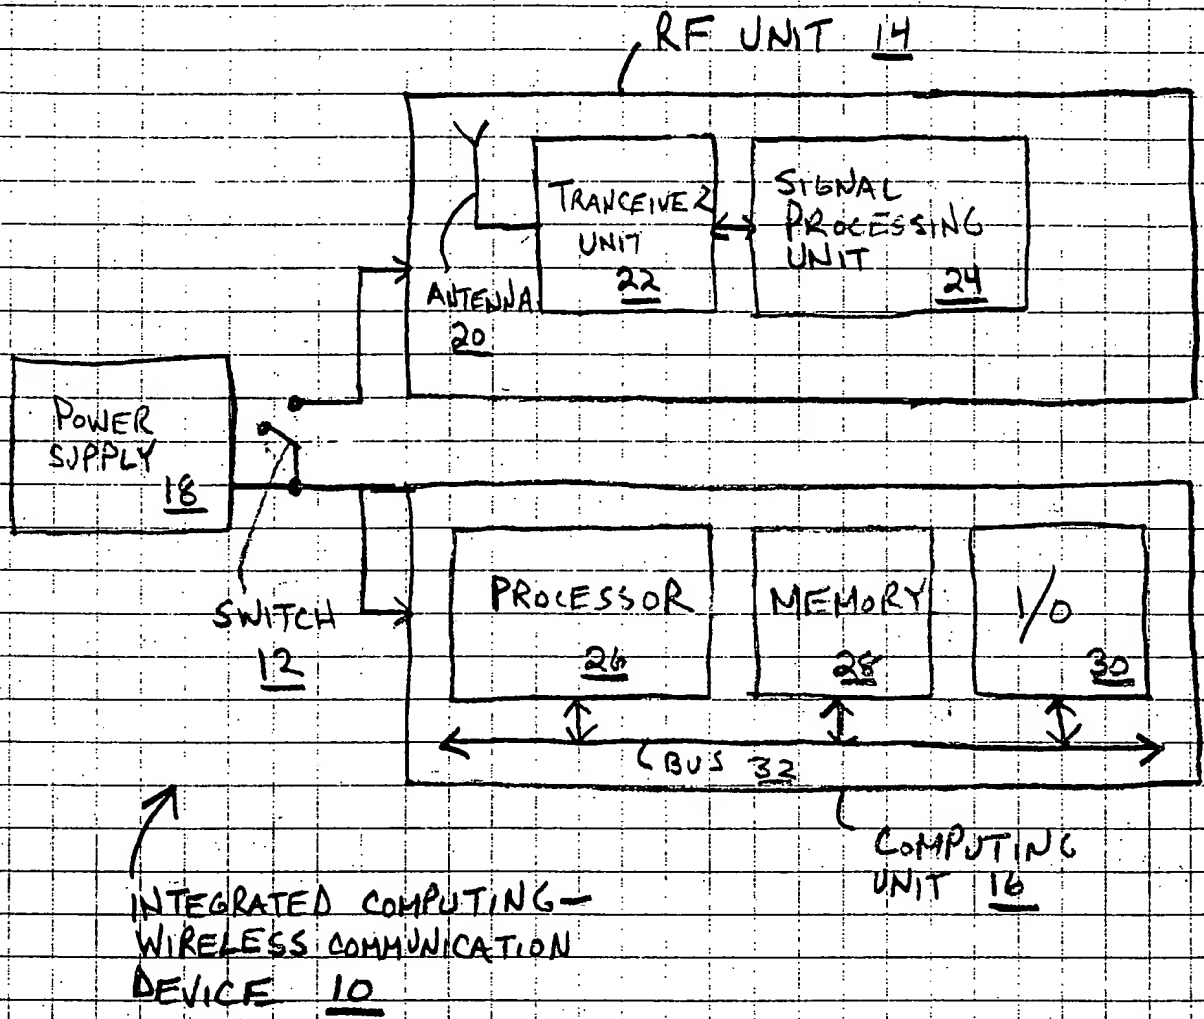 RF UNIT 14
TRANCEIVER
UNIT
22
SIGNAL
PROCESSING
UNIT
24
ANTENNA
20
POWER
SUPPLY
18
SWITCH
12
PROCESSOR
26
MEMORY
28
I/O
30
BUS 32
COMPUTING
UNIT 16
INTEGRATED COMPUTING-
WIRELESS COMMUNICATION
DEVICE 10